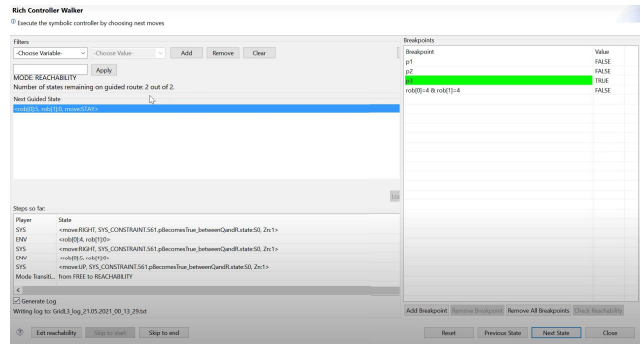 Rich Controller Walker
Execute the symbolic controller by choosing next moves
Filters
-Choose Variable- -Choose Value- Add Remove Clear
Apply
MODE: REACHABILITY
Number of states remaining on guided route: 2 out of 2.
Next Guided State
<rob[0]:5, rob[1]:0, move:STAY>
Steps so far:
Player State
SYS <move:RIGHT, SYS_CONSTRAINT.561.pBecomesTrue_betweenQandR.state:S0, Zn:1>
ENV <rob[0]:4, rob[1]:0>
SYS <move:RIGHT, SYS_CONSTRAINT.561.pBecomesTrue_betweenQandR.state:S0, Zn:1>
ENV <rob[0]:5, rob[1]:0>
SYS <move:UP, SYS_CONSTRAINT.561.pBecomesTrue_betweenQandR.state:S0, Zn:1>
Mode Transiti... from FREE to REACHABILITY
Generate Log
Writing log to: GridL3_log_21.05.2021_00_13_29.txt
Exit reachability Skip to start Skip to end
Breakpoints
Breakpoint Value
p1 FALSE
p2 FALSE
p3 TRUE
rob[0]=4 & rob[1]=4 FALSE
Add Breakpoint Remove Breakpoint Remove All Breakpoints Check Reachability
Reset Previous State Next State Close